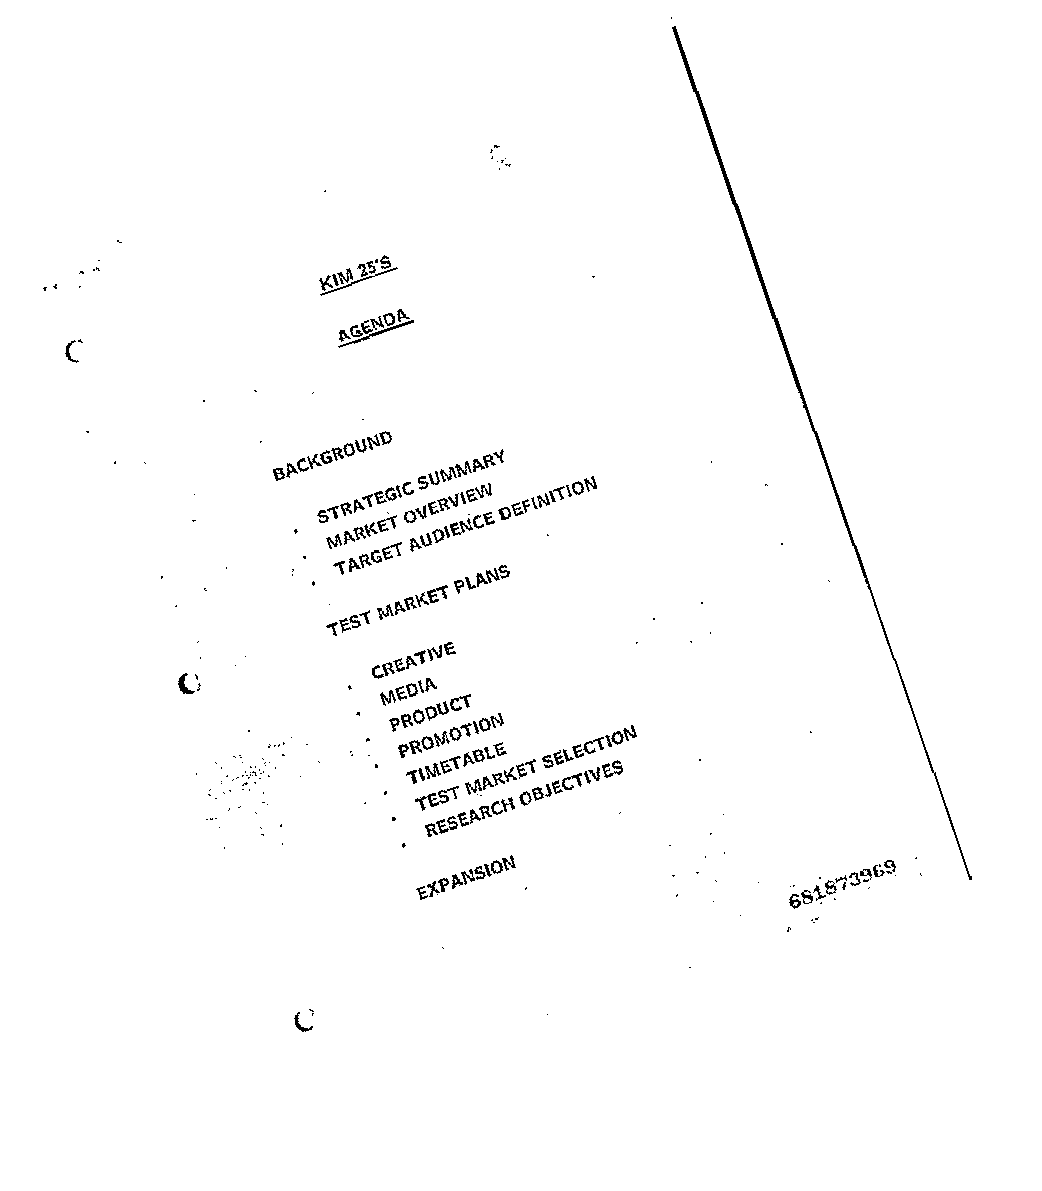 KIM 25'S
AGENDA
BACKGROUND
• STRATEGIC SUMMARY
• MARKET OVERVIEW
• TARGET AUDIENCE DEFINITION
TEST MARKET PLANS
• CREATIVE
• MEDIA
• PRODUCT
• PROMOTION
• TIMETABLE
• TEST MARKET SELECTION
• RESEARCH OBJECTIVES
EXPANSION
681873969